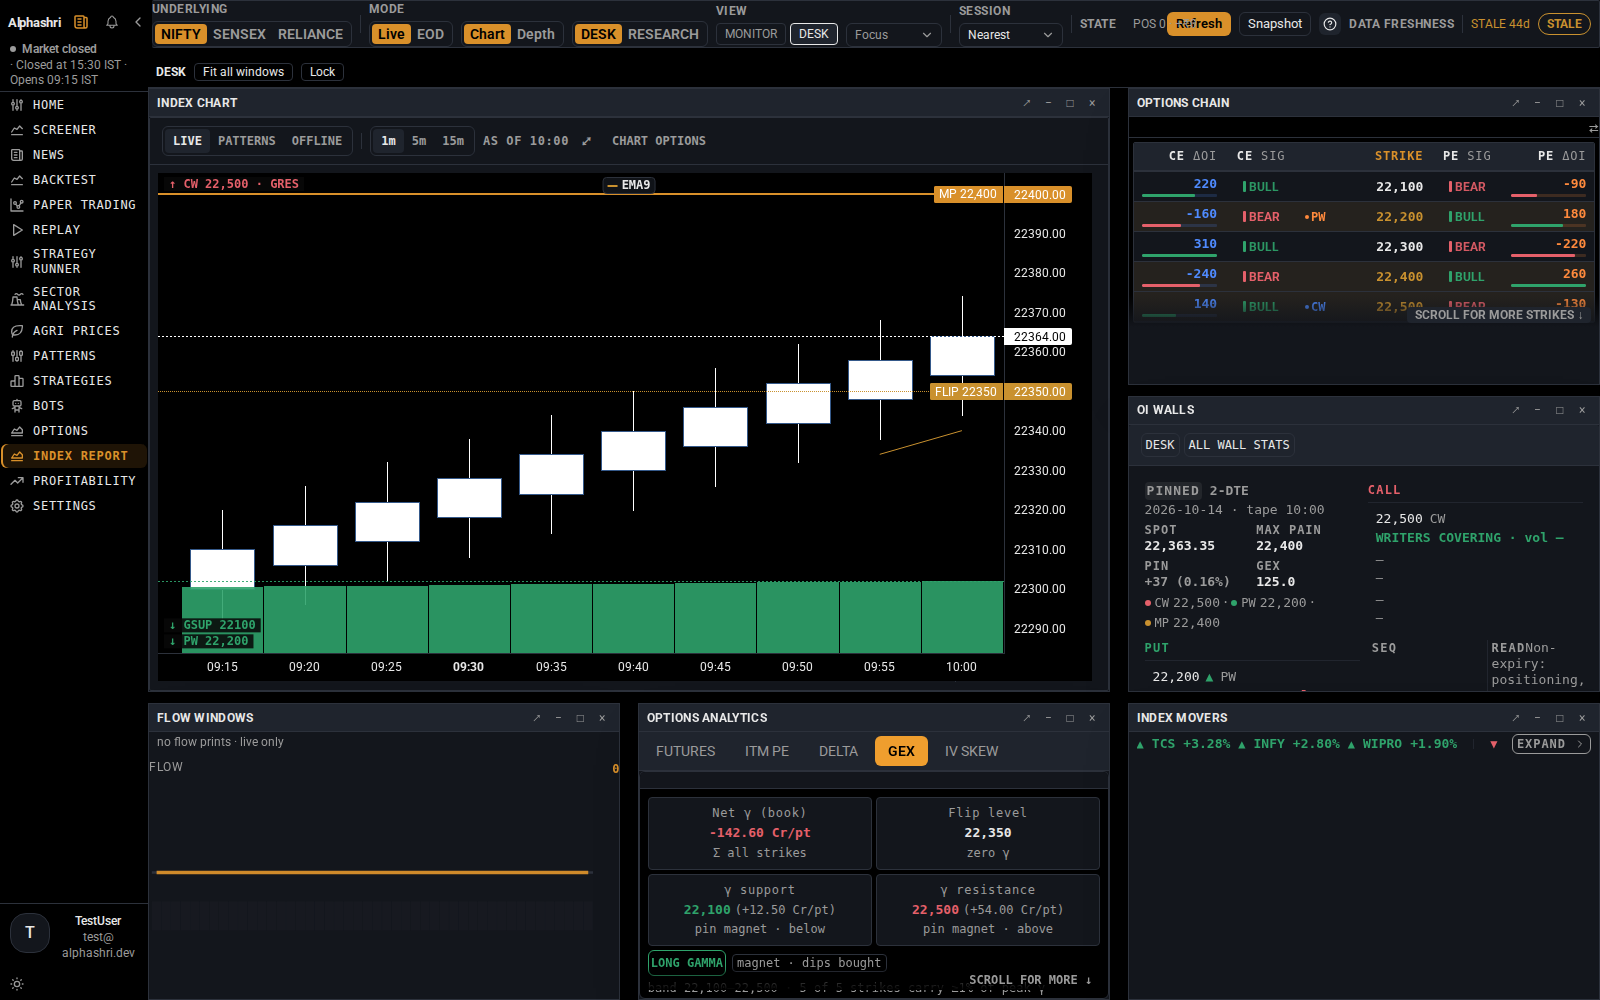 Alphashri
Market closed
· Closed at 15:30 IST ·
Opens 09:15 IST
HOME
SCREENER
NEWS
BACKTEST
PAPER TRADING
REPLAY
STRATEGY
RUNNER
SECTOR
ANALYSIS
AGRI PRICES
PATTERNS
STRATEGIES
BOTS
OPTIONS
INDEX REPORT
PROFITABILITY
SETTINGS
T
TestUser
test@
alphashri.dev
UNDERLYING
NIFTY SENSEX RELIANCE
MODE
Live EOD
Chart Depth
DESK RESEARCH
VIEW
MONITOR DESK
Focus
SESSION
Nearest
STATE POS 0
Refresh
Snapshot
DATA FRESHNESS
STALE 44d
STALE
DESK Fit all windows Lock
INDEX CHART
LIVE PATTERNS OFFLINE
1m 5m 15m
AS OF 10:00
CHART OPTIONS
↑ CW 22,500 · GRES
EMA9
MP 22,400 22400.00
22390.00
22380.00
22370.00
22364.00
22360.00
FLIP 22350 22350.00
22340.00
22330.00
22320.00
22310.00
22300.00
22290.00
↓ GSUP 22100
↓ PW 22,200
09:15 09:20 09:25 09:30 09:35 09:40 09:45 09:50 09:55 10:00
OPTIONS CHAIN
CE ΔOI CE SIG STRIKE PE SIG PE ΔOI
220 BULL 22,100 BEAR -90
-160 BEAR •PW 22,200 BULL 180
310 BULL 22,300 BEAR -220
-240 BEAR 22,400 BULL 260
140 BULL •CW 22,500 BEAR -130
SCROLL FOR MORE STRIKES ↓
OI WALLS
DESK ALL WALL STATS
PINNED 2-DTE
2026-10-14 · tape 10:00
SPOT MAX PAIN
22,363.35 22,400
PIN GEX
+37 (0.16%) 125.0
CW 22,500 · PW 22,200 ·
MP 22,400
CALL
22,500 CW
WRITERS COVERING · vol —
—
—
—
—
PUT
22,200 ▲ PW
SEQ
READNon-
expiry:
positioning,
FLOW WINDOWS
no flow prints · live only
FLOW
0
OPTIONS ANALYTICS
FUTURES ITM PE DELTA GEX IV SKEW
Net γ (book)
-142.60 Cr/pt
Σ all strikes
Flip level
22,350
zero γ
γ support
22,100 (+12.50 Cr/pt)
pin magnet · below
γ resistance
22,500 (+54.00 Cr/pt)
pin magnet · above
LONG GAMMA magnet · dips bought
SCROLL FOR MORE ↓
band 22,100 22,500 · 5 of 5 strikes carry ≥1% of peak γ
INDEX MOVERS
▲ TCS +3.28% ▲ INFY +2.80% ▲ WIPRO +1.90% ▼
EXPAND